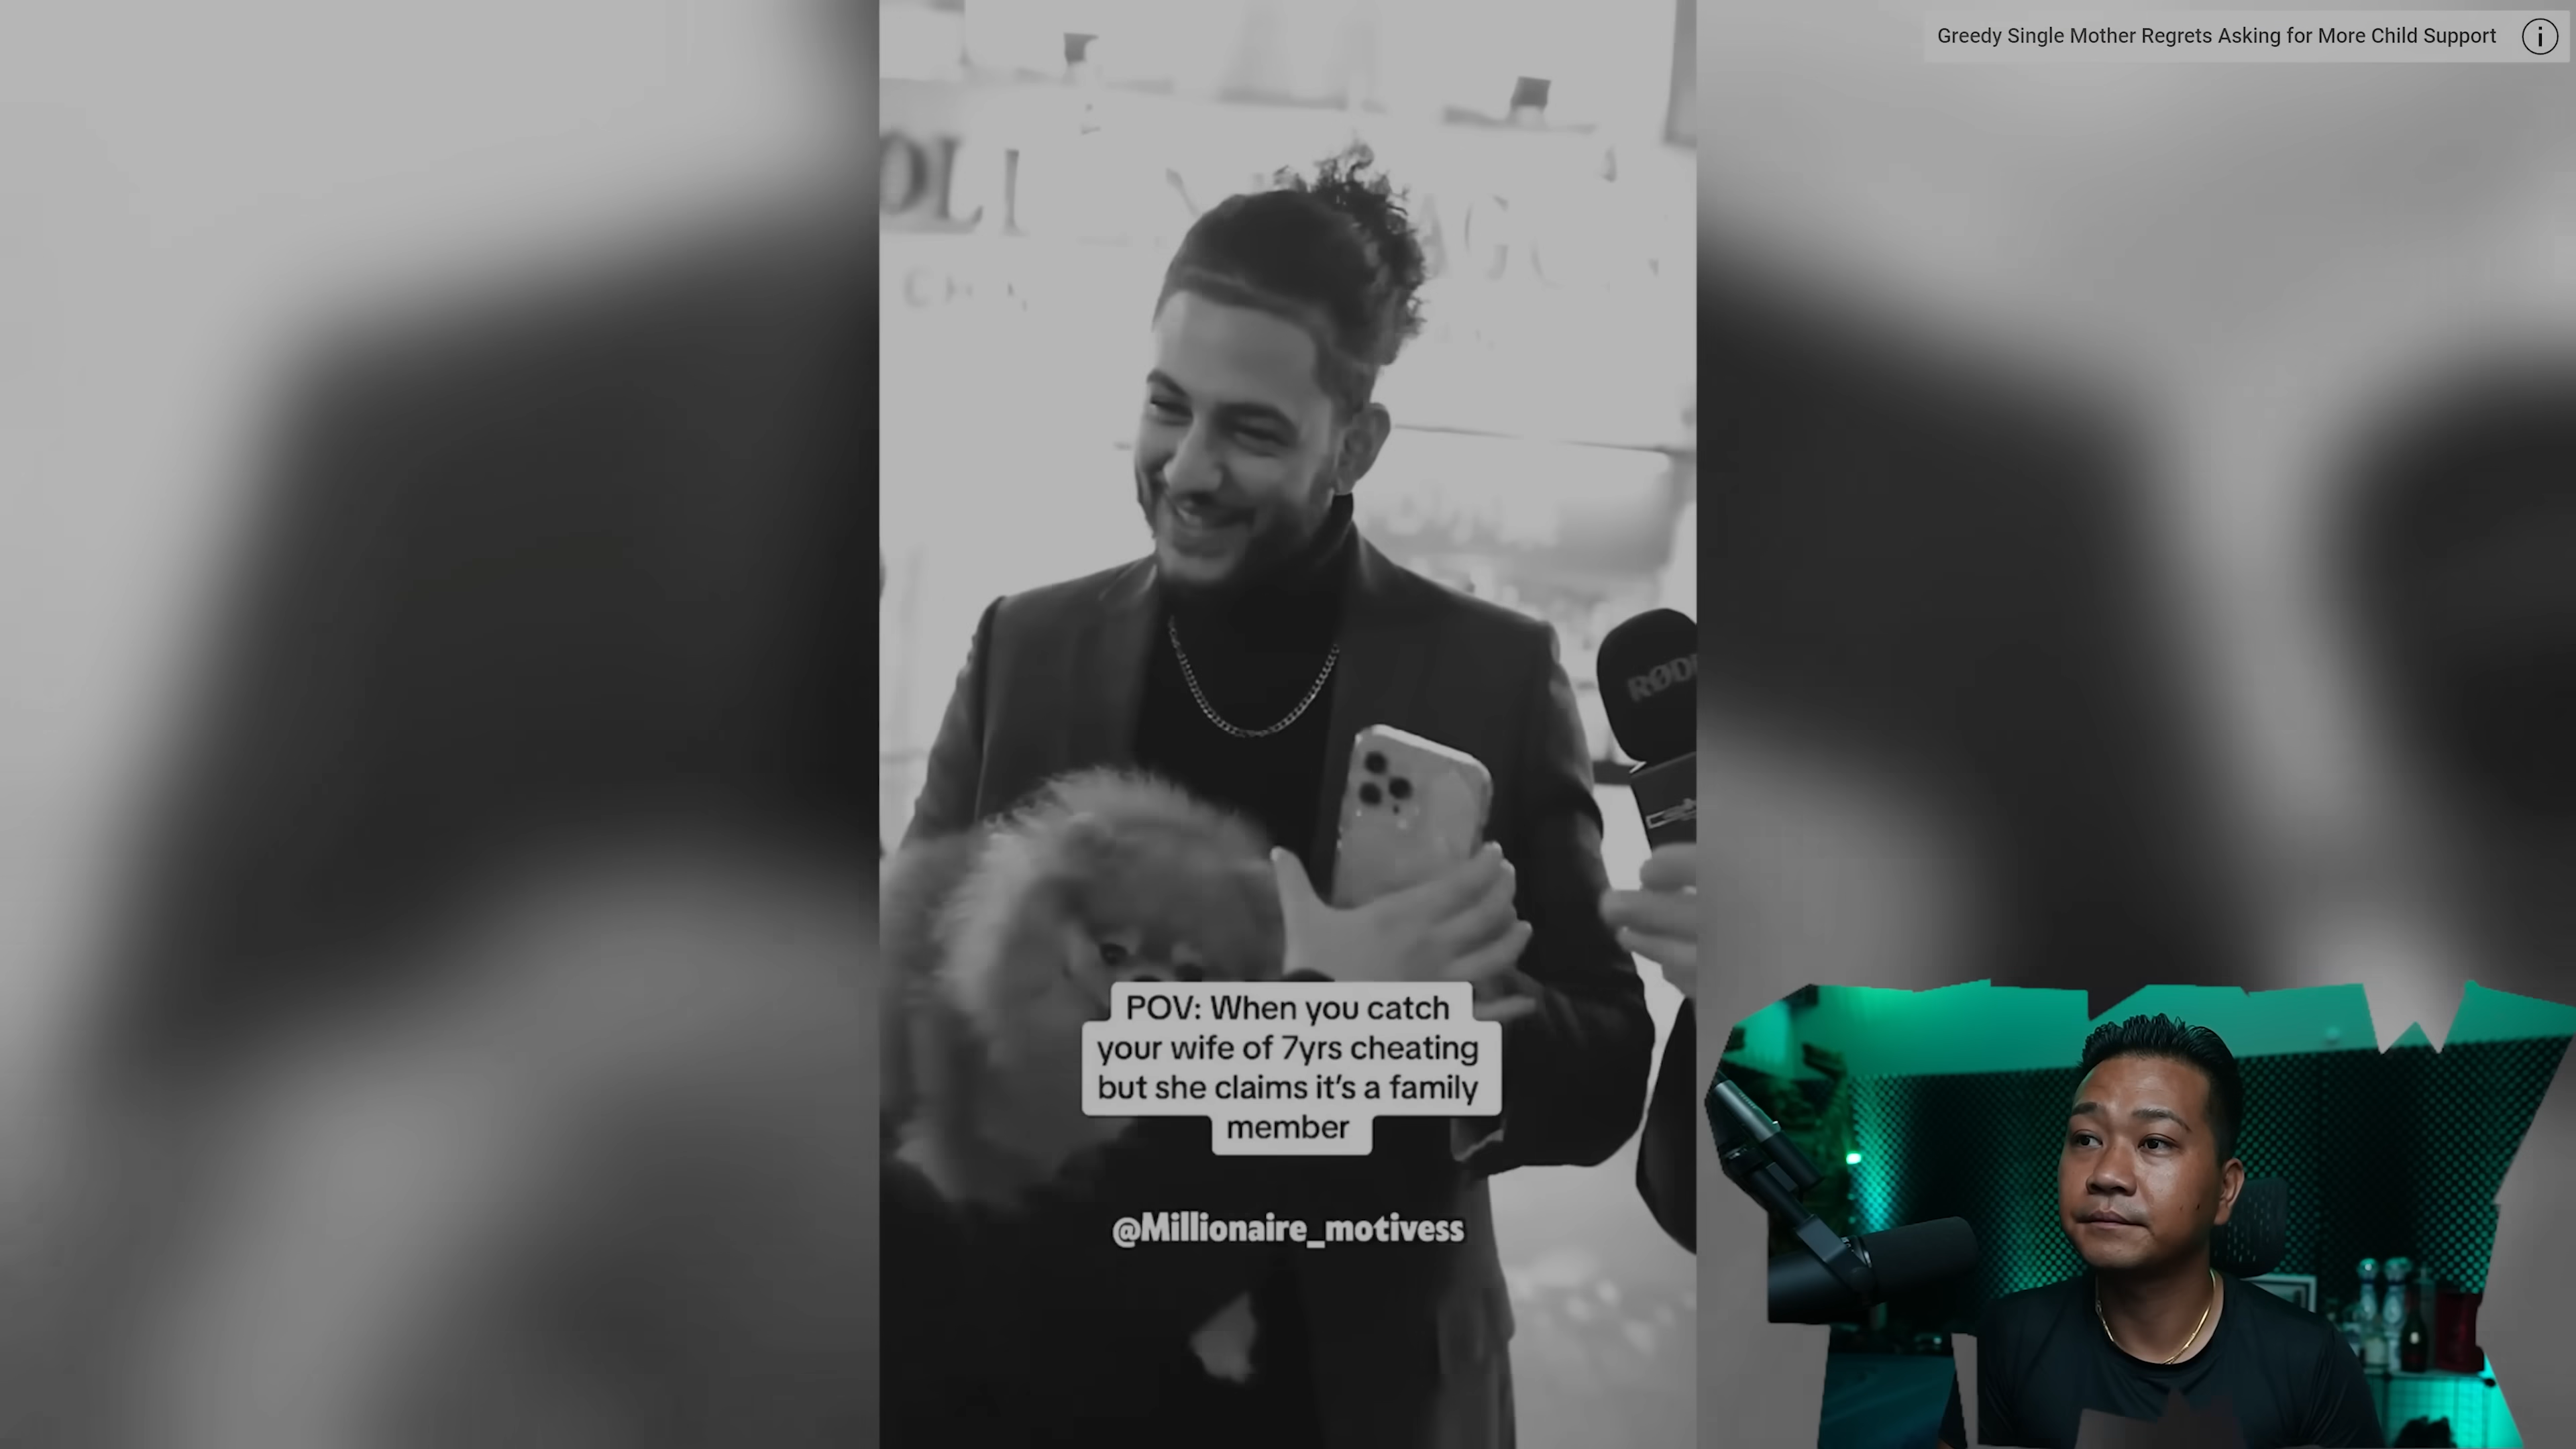 Greedy Single Mother Regrets Asking for More Child Support
POV: When you catch
your wife of 7yrs cheating
but she claims it's a family
member
@Millionaire_motivess